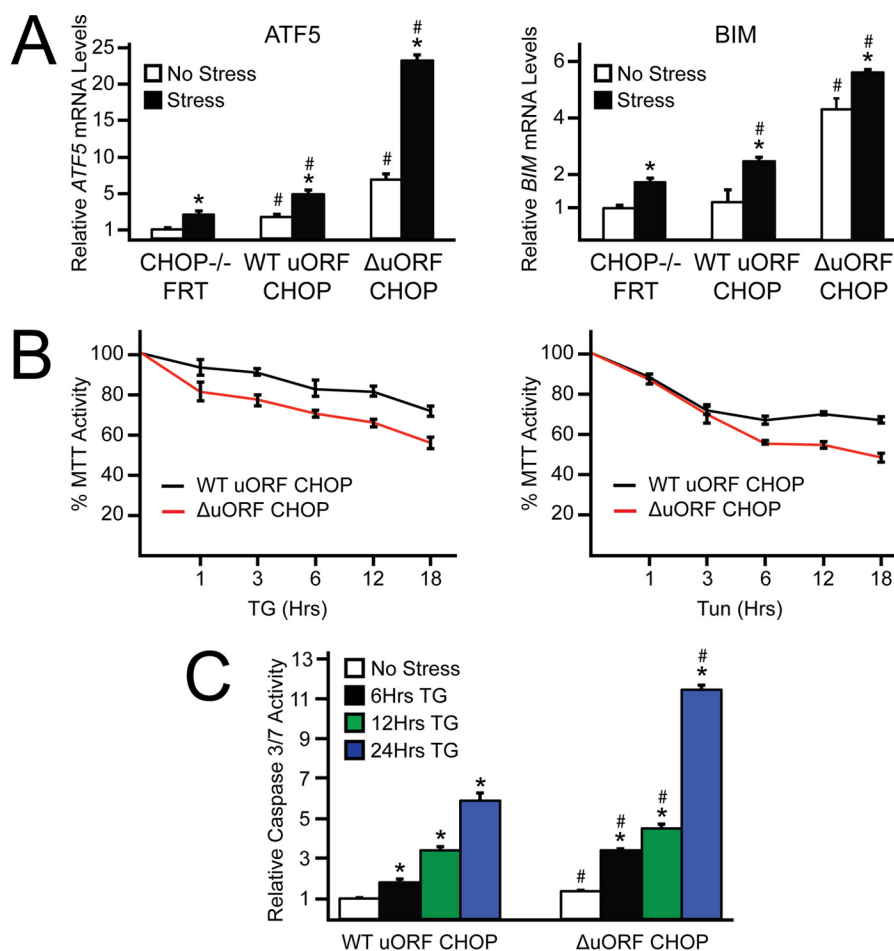 A
ATF5
Relative ATF5 mRNA Levels
25
20
15
10
5
1
No Stress
Stress
*
#
#
*
#
#
*
CHOP-/-
FRT
WT uORF
CHOP
ΔuORF
CHOP
BIM
Relative BIM mRNA Levels
6
4
2
1
No Stress
Stress
*
#
*
#
#
*
CHOP-/-
FRT
WT uORF
CHOP
ΔuORF
CHOP
B
% MTT Activity
100
80
60
40
20
WT uORF CHOP
ΔuORF CHOP
1 3 6 12 18
TG (Hrs)
% MTT Activity
100
80
60
40
20
WT uORF CHOP
ΔuORF CHOP
1 3 6 12 18
Tun (Hrs)
C
Relative Caspase 3/7 Activity
13
11
9
7
5
3
1
No Stress
6Hrs TG
12Hrs TG
24Hrs TG
*
*
*
#
#
*
#
*
#
*
WT uORF CHOP
ΔuORF CHOP